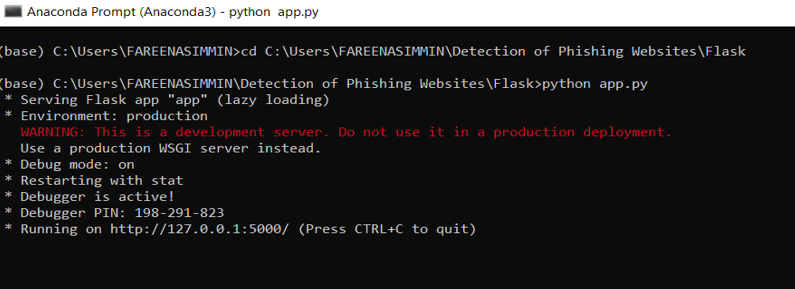 Anaconda Prompt (Anaconda3) - python  app.py
(base) C:\Users\FAREENASIMMIN>cd C:\Users\FAREENASIMMIN\Detection of Phishing Websites\Flask
(base) C:\Users\FAREENASIMMIN\Detection of Phishing Websites\Flask>python app.py
 * Serving Flask app "app" (lazy loading)
 * Environment: production
   WARNING: This is a development server. Do not use it in a production deployment.
   Use a production WSGI server instead.
 * Debug mode: on
 * Restarting with stat
 * Debugger is active!
 * Debugger PIN: 198-291-823
 * Running on http://127.0.0.1:5000/ (Press CTRL+C to quit)